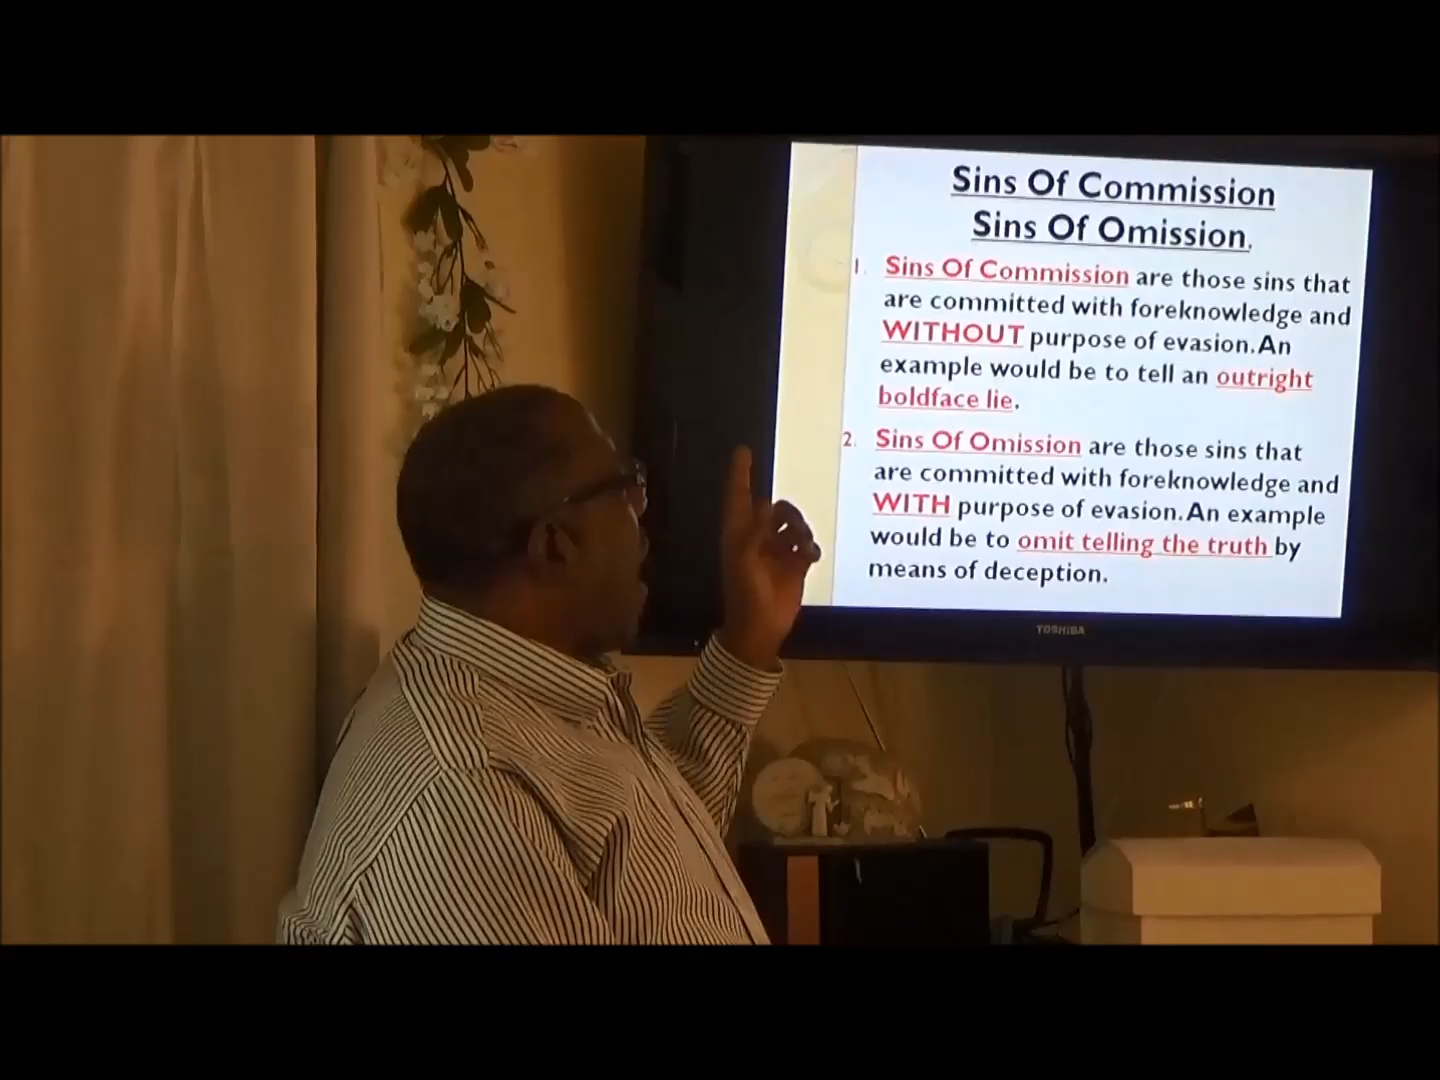 Sins Of Commission
Sins Of Omission.
1. Sins Of Commission are those sins that
are committed with foreknowledge and
WITHOUT purpose of evasion. An
example would be to tell an outright
boldface lie.
2. Sins Of Omission are those sins that
are committed with foreknowledge and
WITH purpose of evasion. An example
would be to omit telling the truth by
means of deception.
TOSHIBA